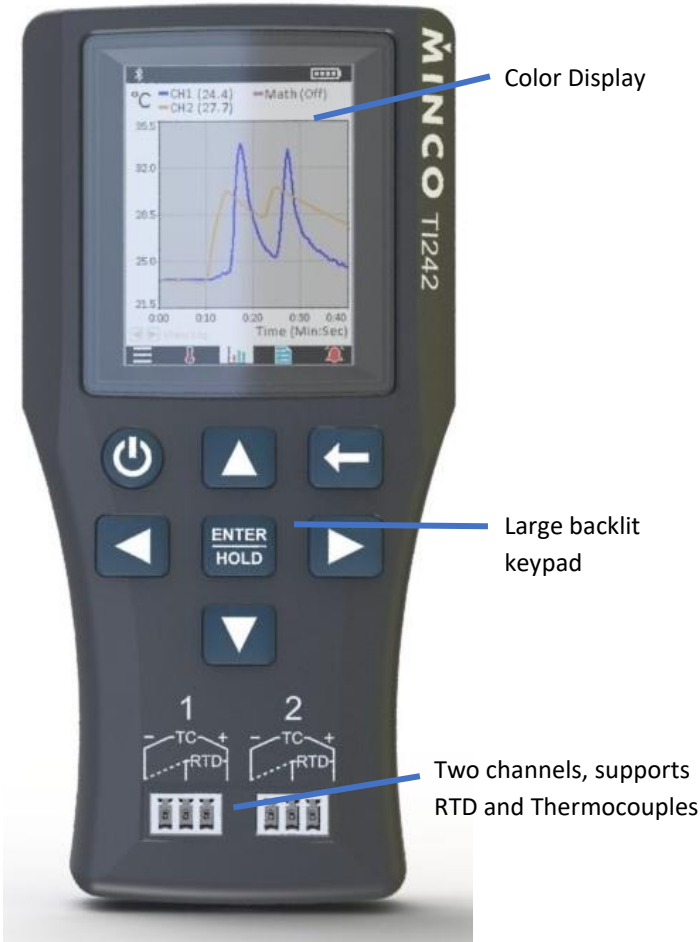 °C CH1 (24.4) Math (Off)
CH2 (27.7)
35.5
32.0
28.5
25.0
21.5
0:00 0:10 0:20 0:30 0:40
Time (Min:Sec)
MINCO TI242
Color Display
ENTER
HOLD
Large backlit
keypad
1 2
- TC + - TC +
RTD RTD
Two channels, supports
RTD and Thermocouples